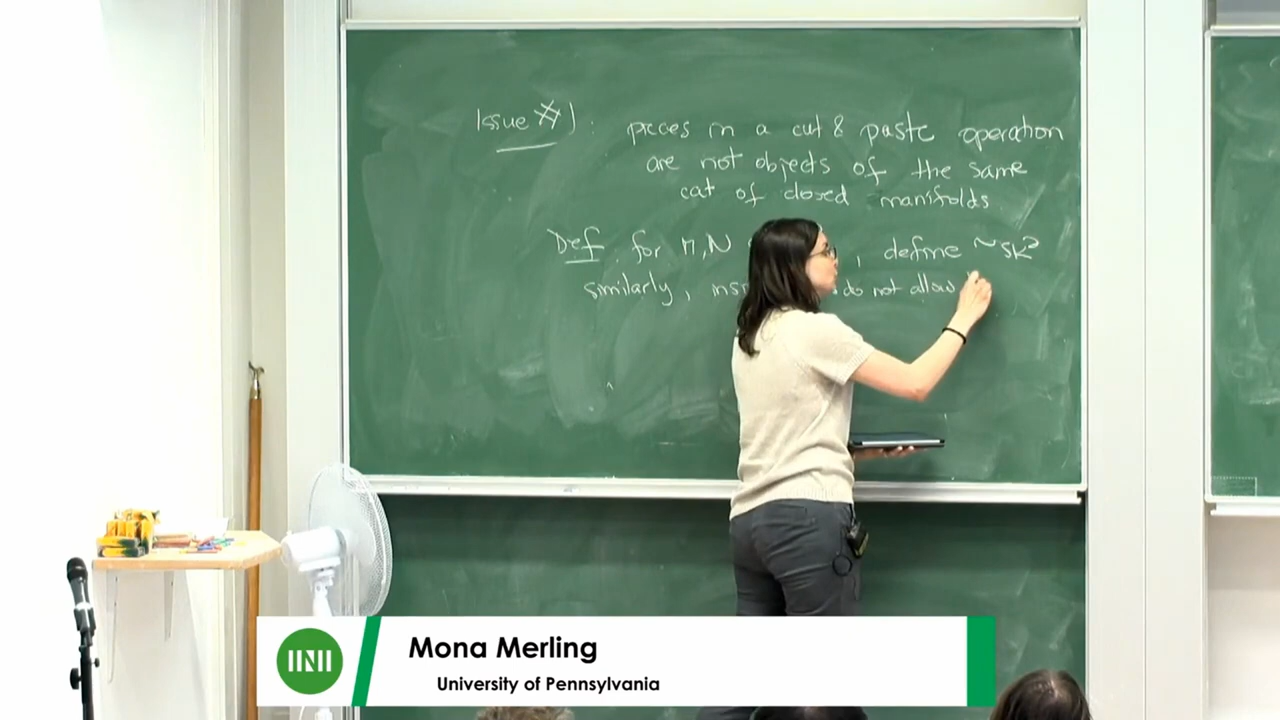 Issue #1: pieces in a cut & paste operation
are not objects of the same
cat of closed manifolds
Def. for M,N , define ~SK?
similarly, do not allow
Mona Merling
University of Pennsylvania